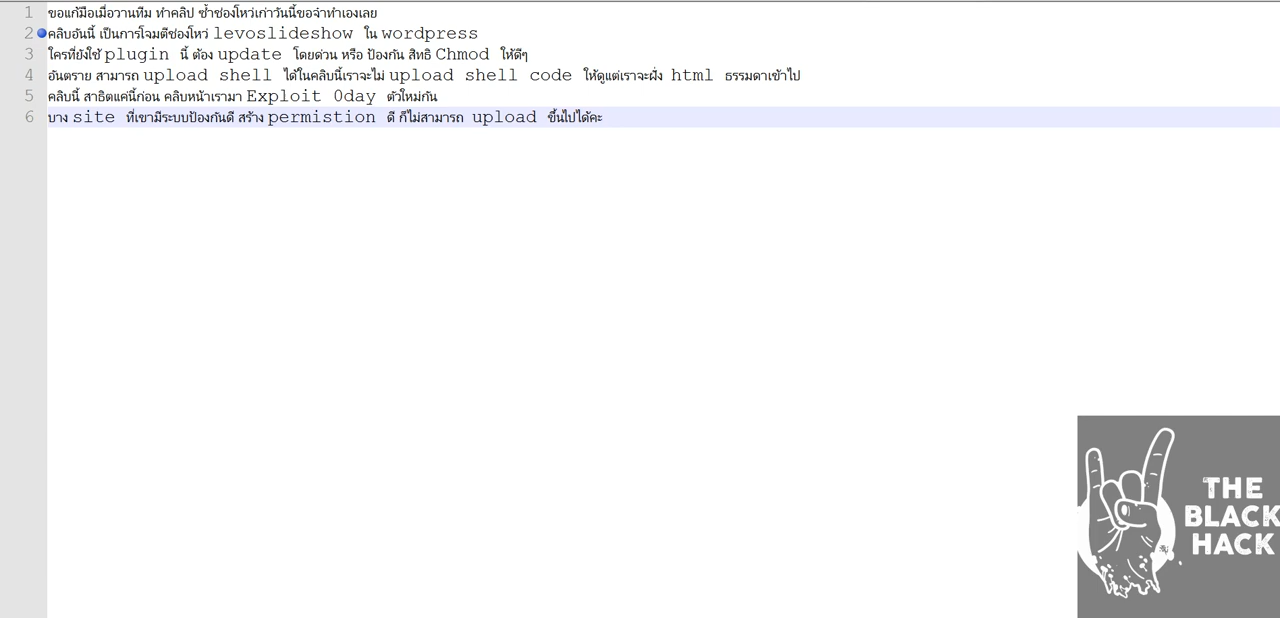 1 ขอแก้มือเมื่อวานทีม ทำคลิป ซ้ำช่องโหว่เก่าวันนี้ขอจำทำเองเลย
2 คลิบอันนี้ เป็นการโจมตีช่องโหว่ levoslideshow ใน wordpress
3 ใครที่ยังใช้ plugin นี้ ต้อง update โดยด่วน หรือ ป้องกัน สิทธิ Chmod ให้ดีๆ
4 อันตราย สามารถ upload shell ได้ในคลิบนี้เราจะไม่ upload shell code ให้ดูแต่เราจะฝั่ง html ธรรมดาเข้าไป
5 คลิบนี้ สาธิตแค่นี้ก่อน คลิบหน้าเรามา Exploit 0day ตัวใหม่กัน
6 บาง site ที่เขามีระบบป้องกันดี สร้าง permistion ดี ก็ไม่สามารถ upload ขึ้นไปได้คะ
THE
BLACK
HACK